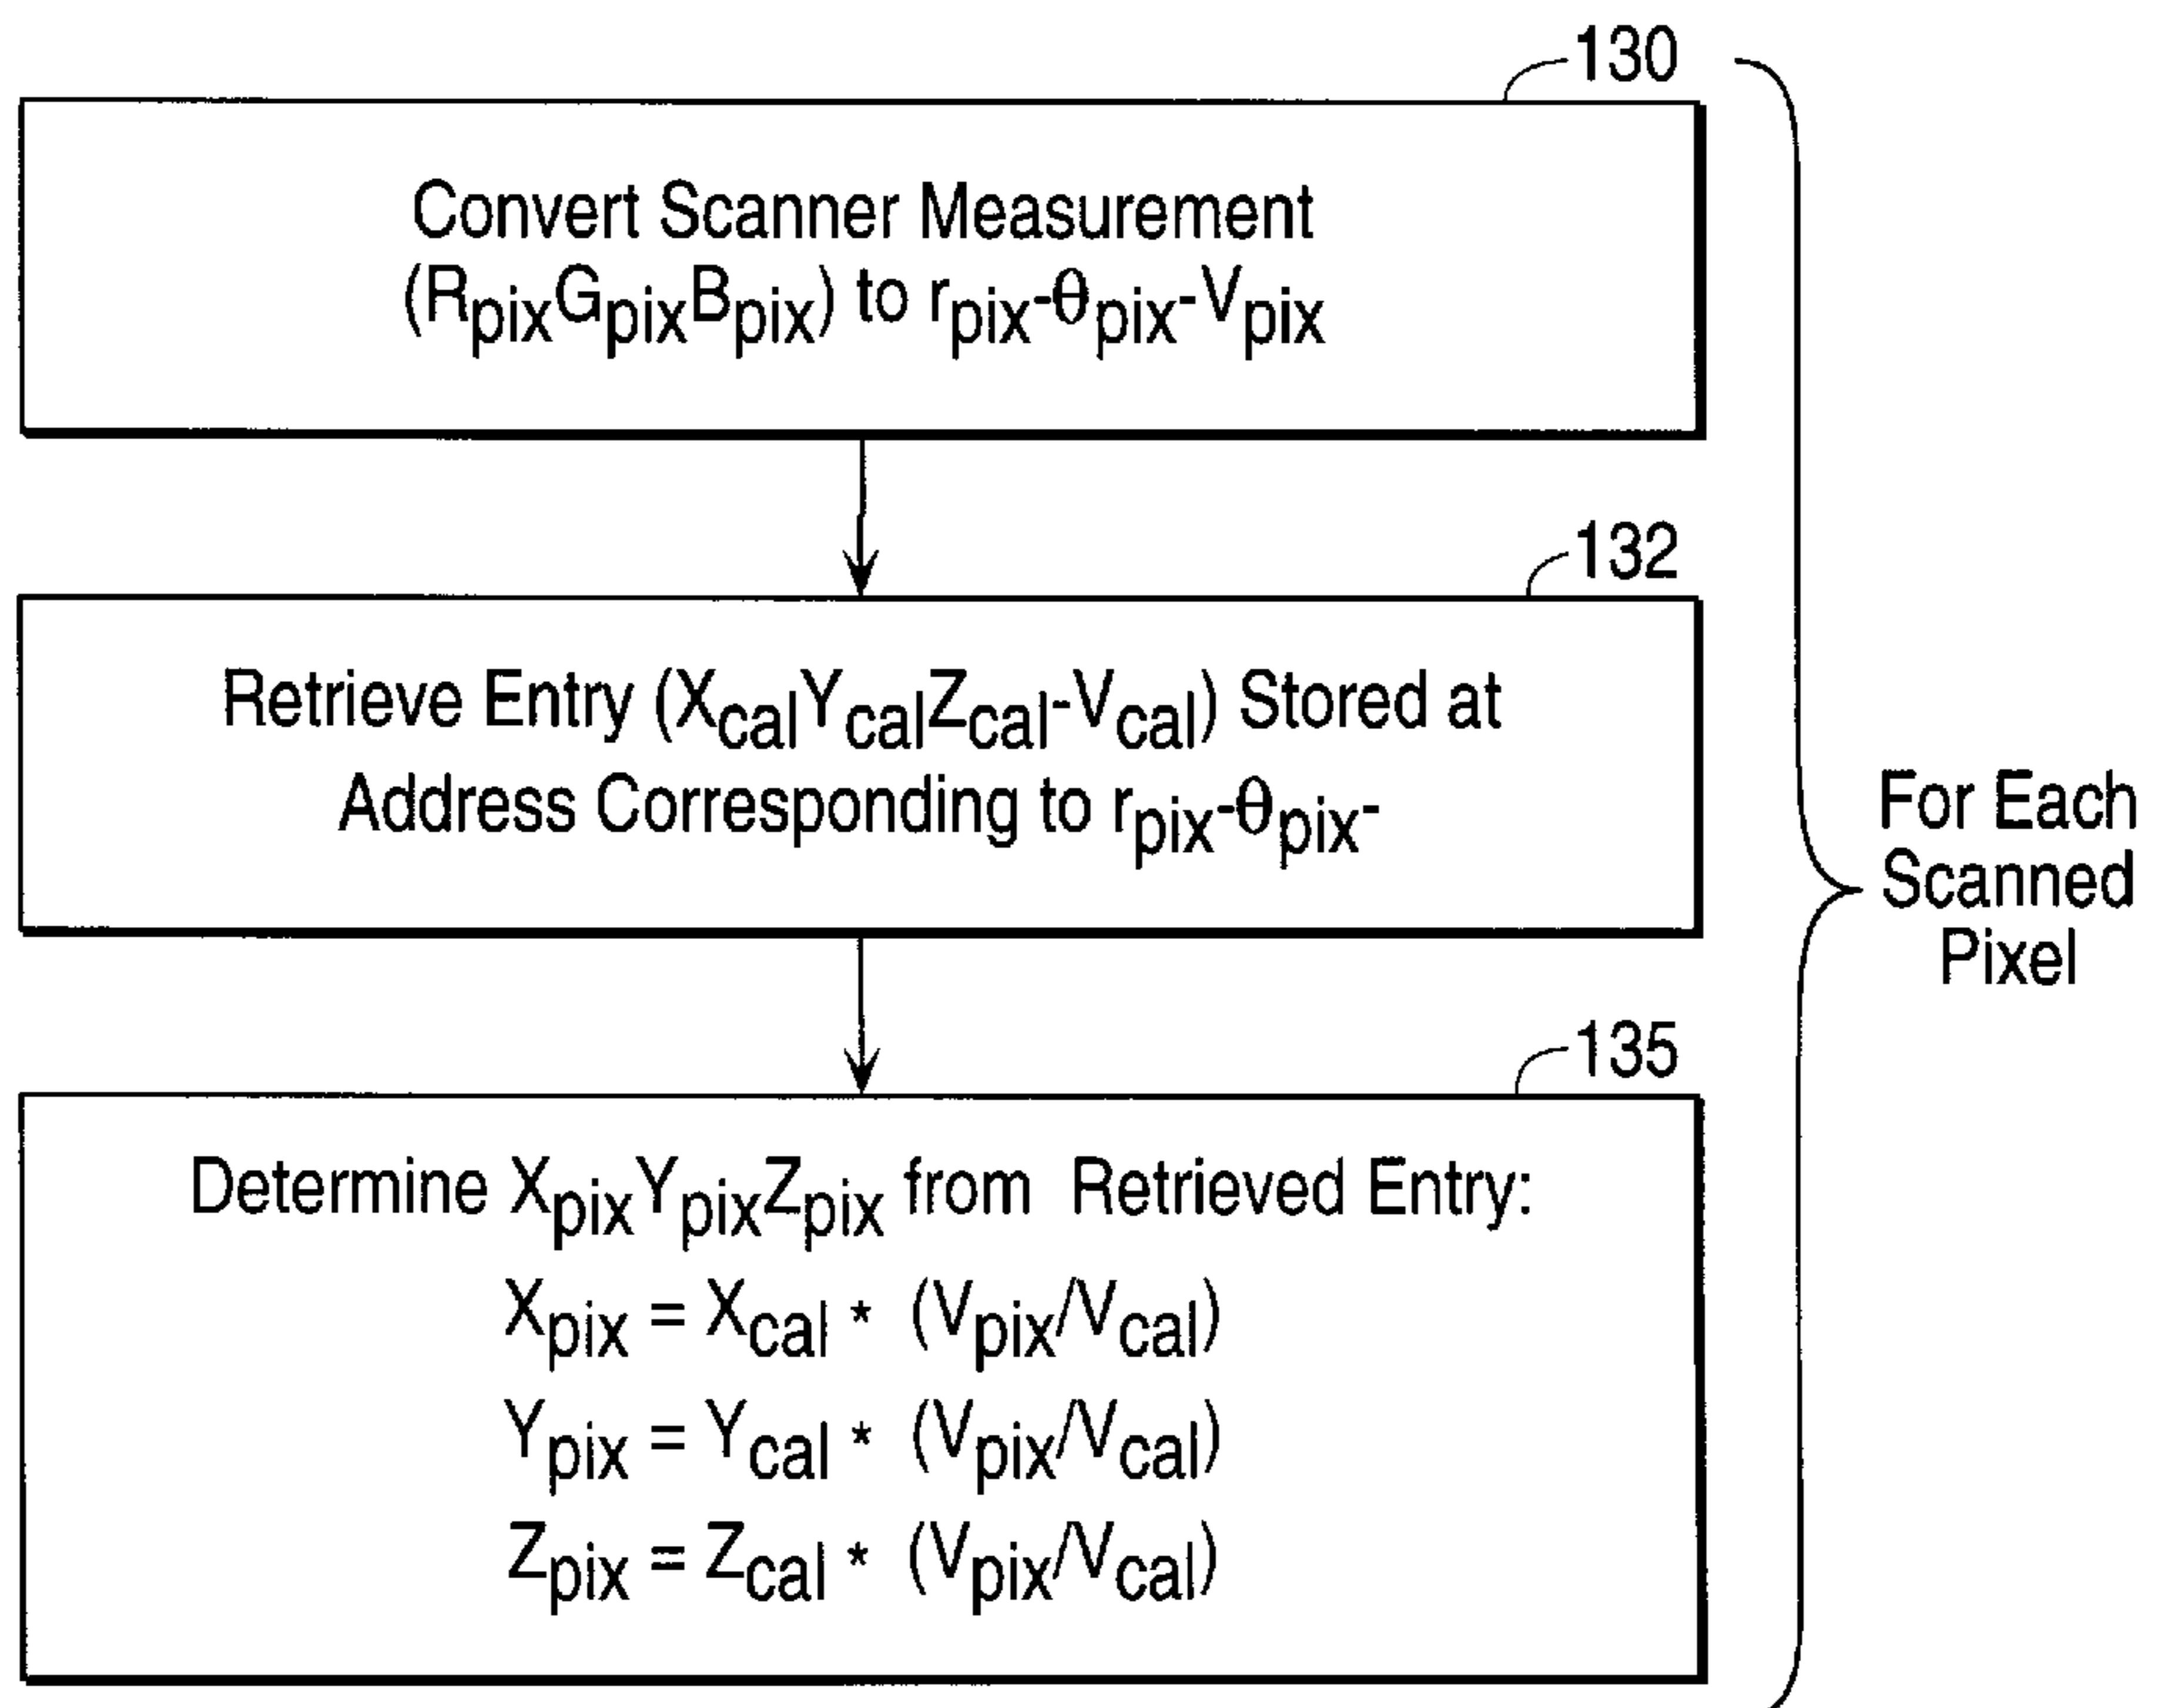 130
Convert Scanner Measurement
(RpixGpixBpix) to rpix-θpix-Vpix
132
Retrieve Entry (XcalYcalZcal-Vcal) Stored at
Address Corresponding to rpix-θpix-
135
Determine XpixYpixZpix from Retrieved Entry:
Xpix = Xcal * (Vpix/Vcal)
Ypix = Ycal * (Vpix/Vcal)
Zpix = Zcal * (Vpix/Vcal)
For Each
Scanned
Pixel